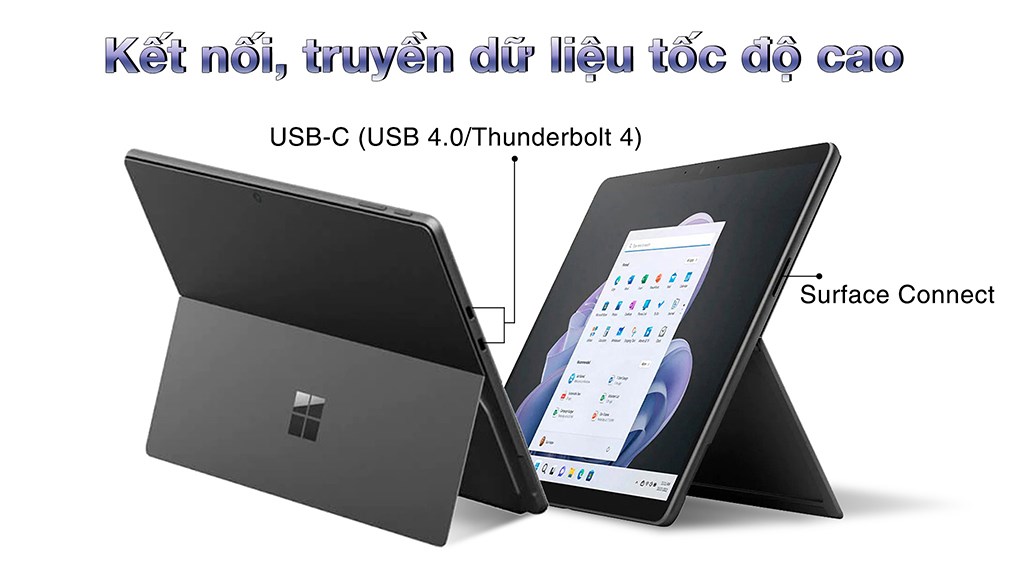 Kết nối, truyền dữ liệu tốc độ cao
USB-C (USB 4.0/Thunderbolt 4)
Surface Connect